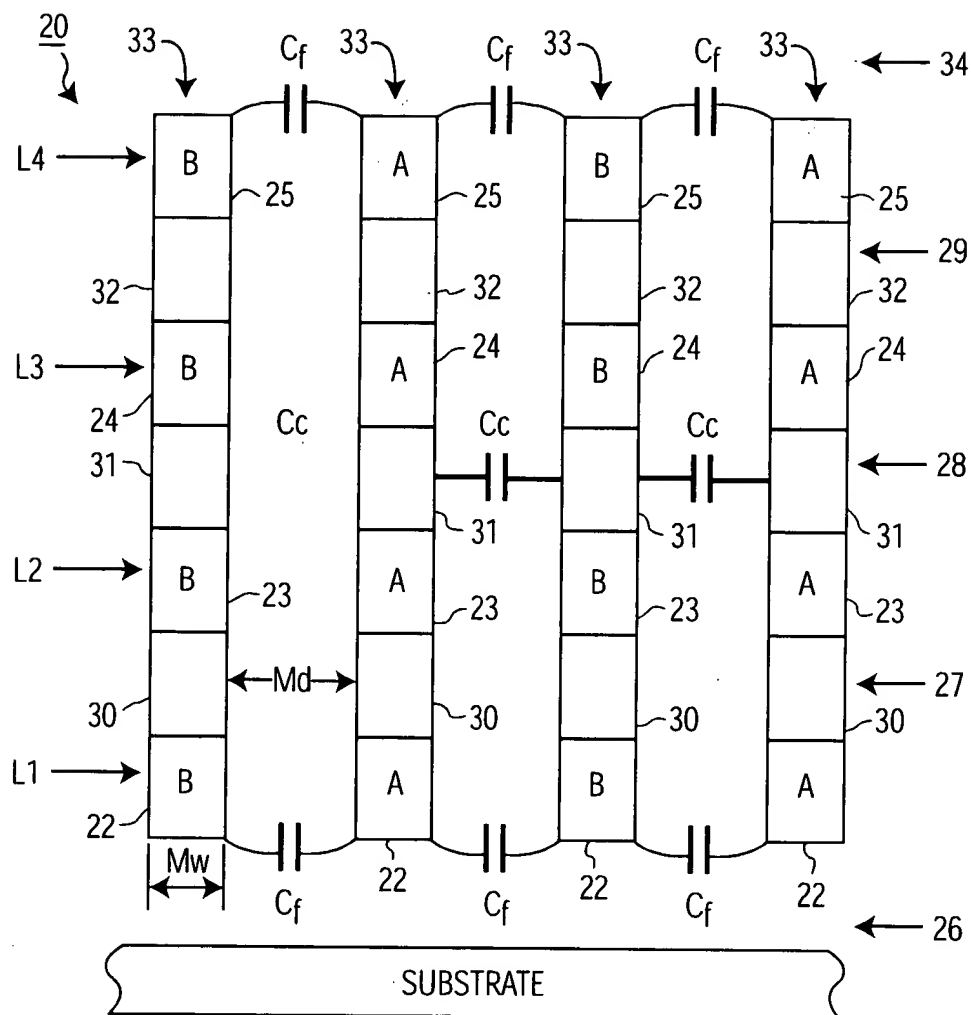 20
33 Cf 33 Cf 33 Cf 33 34
L4 B A B A
25 25 25 25
29
32 32 32 32
L3 B A B A
24 24 24 24
Cc Cc Cc
31 28
31 31 31
L2 B A B A
23 23 23 23
Md 27
30 30 30 30
L1 B A B A
22 22 22 22
Mw
Cf Cf Cf
26
SUBSTRATE